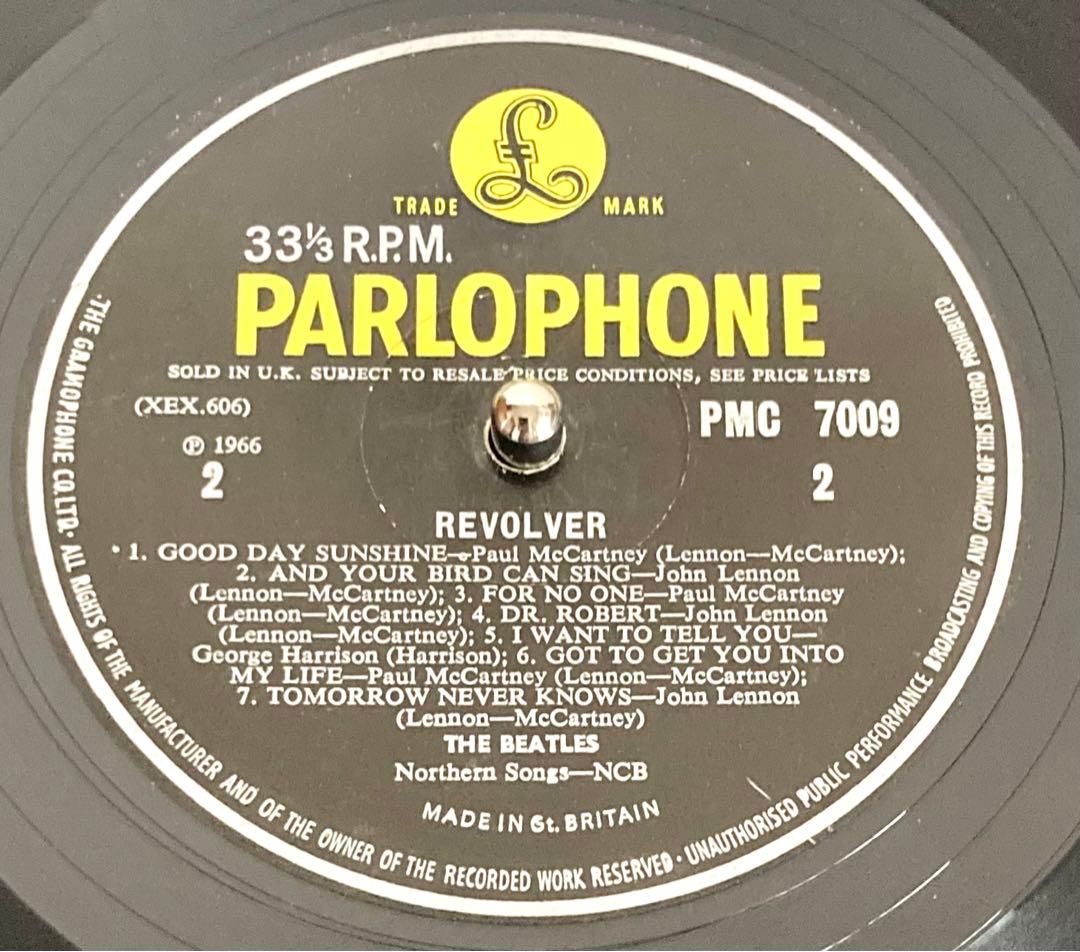 £
TRADE MARK
33⅓ R.P.M.
PARLOPHONE
SOLD IN U.K. SUBJECT TO RESALE PRICE CONDITIONS, SEE PRICE LISTS
(XEX.606) PMC 7009
℗ 1966
2 2
REVOLVER
1. GOOD DAY SUNSHINE—Paul McCartney (Lennon—McCartney);
2. AND YOUR BIRD CAN SING—John Lennon
(Lennon—McCartney); 3. FOR NO ONE—Paul McCartney
(Lennon—McCartney); 4. DR. ROBERT—John Lennon
(Lennon—McCartney); 5. I WANT TO TELL YOU—
George Harrison (Harrison); 6. GOT TO GET YOU INTO
MY LIFE—Paul McCartney (Lennon—McCartney);
7. TOMORROW NEVER KNOWS—John Lennon
(Lennon—McCartney)
THE BEATLES
Northern Songs—NCB
MADE IN Gt. BRITAIN
THE GRAMOPHONE CO. LTD. · ALL RIGHTS OF THE MANUFACTURER AND OF THE OWNER OF THE RECORDED WORK RESERVED · UNAUTHORISED PUBLIC PERFORMANCE BROADCASTING AND COPYING OF THIS RECORD PROHIBITED